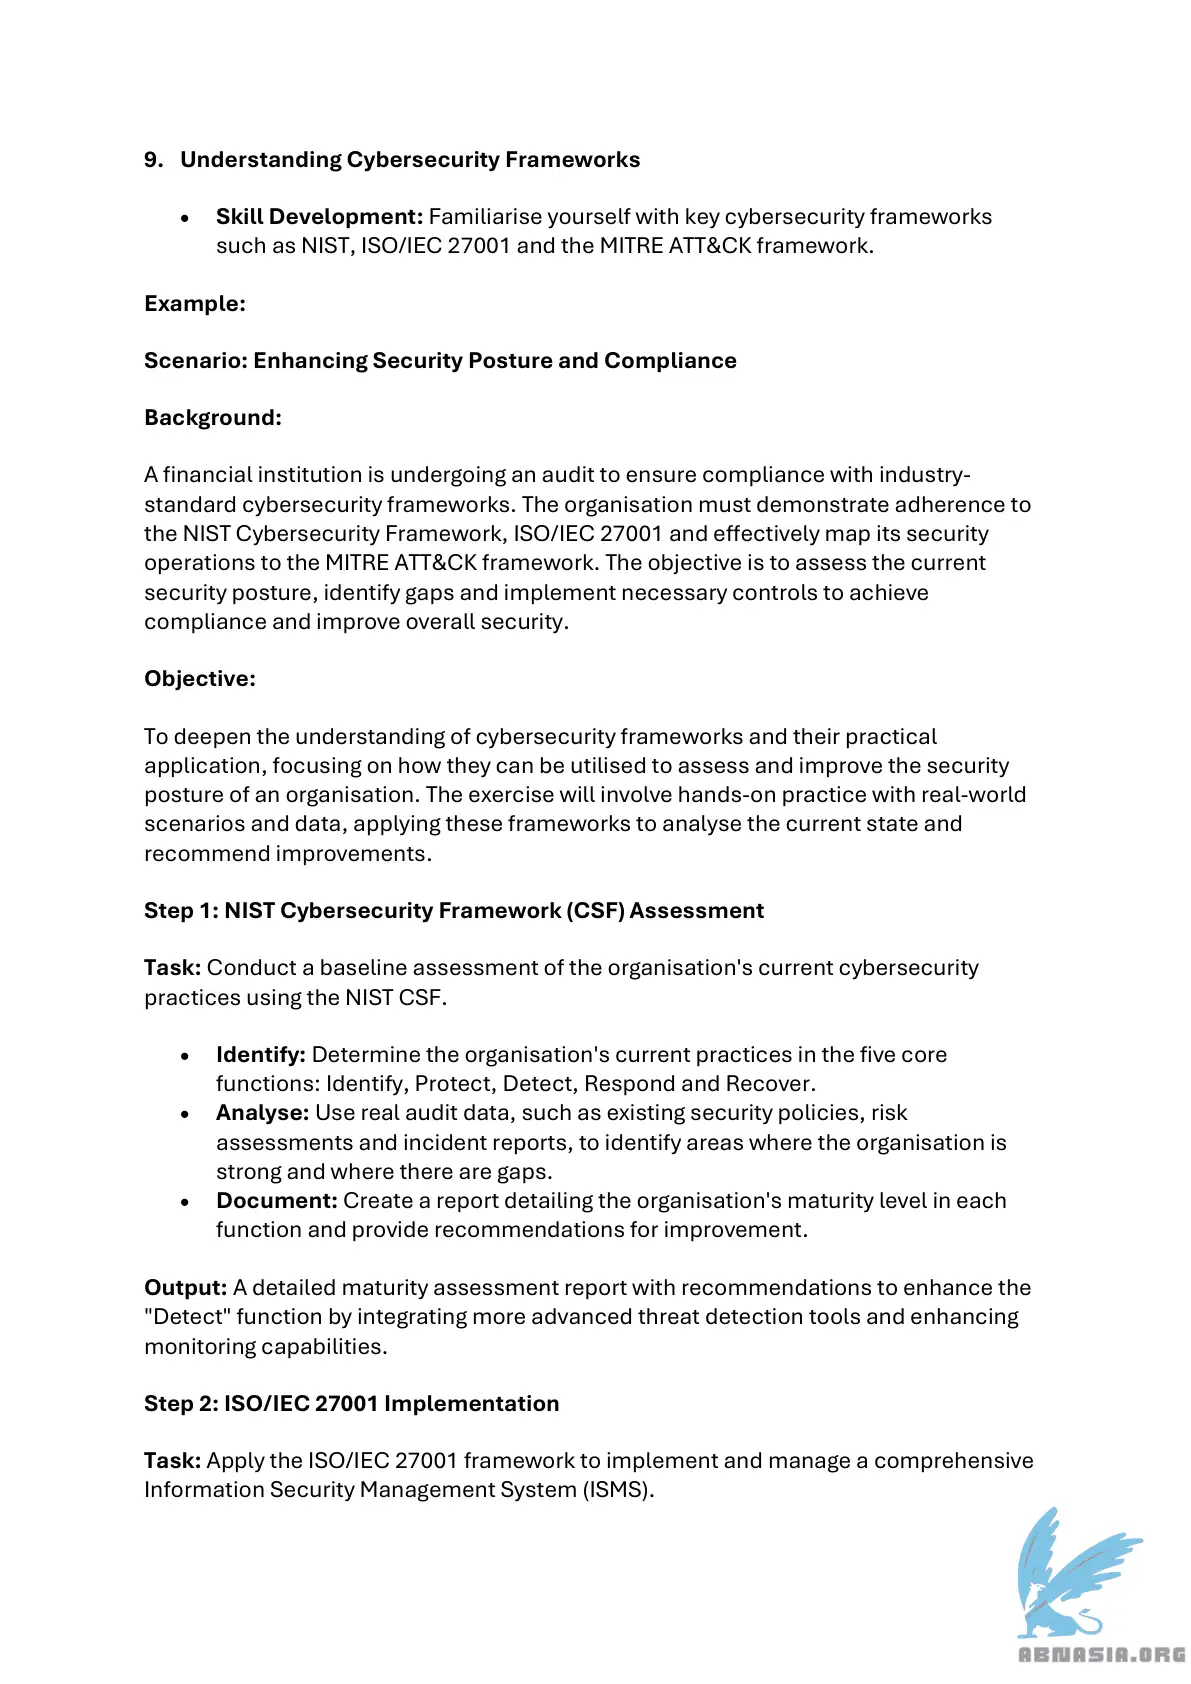 9. Understanding Cybersecurity Frameworks
• Skill Development: Familiarise yourself with key cybersecurity frameworks
such as NIST, ISO/IEC 27001 and the MITRE ATT&CK framework.
Example:
Scenario: Enhancing Security Posture and Compliance
Background:
A financial institution is undergoing an audit to ensure compliance with industry-
standard cybersecurity frameworks. The organisation must demonstrate adherence to
the NIST Cybersecurity Framework, ISO/IEC 27001 and effectively map its security
operations to the MITRE ATT&CK framework. The objective is to assess the current
security posture, identify gaps and implement necessary controls to achieve
compliance and improve overall security.
Objective:
To deepen the understanding of cybersecurity frameworks and their practical
application, focusing on how they can be utilised to assess and improve the security
posture of an organisation. The exercise will involve hands-on practice with real-world
scenarios and data, applying these frameworks to analyse the current state and
recommend improvements.
Step 1: NIST Cybersecurity Framework (CSF) Assessment
Task: Conduct a baseline assessment of the organisation's current cybersecurity
practices using the NIST CSF.
• Identify: Determine the organisation's current practices in the five core
functions: Identify, Protect, Detect, Respond and Recover.
• Analyse: Use real audit data, such as existing security policies, risk
assessments and incident reports, to identify areas where the organisation is
strong and where there are gaps.
• Document: Create a report detailing the organisation's maturity level in each
function and provide recommendations for improvement.
Output: A detailed maturity assessment report with recommendations to enhance the
"Detect" function by integrating more advanced threat detection tools and enhancing
monitoring capabilities.
Step 2: ISO/IEC 27001 Implementation
Task: Apply the ISO/IEC 27001 framework to implement and manage a comprehensive
Information Security Management System (ISMS).
ABNASIA.ORG